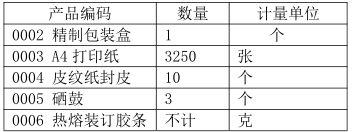 产品编码 数量 计量单位
0002 精制包装盒 1 个
0003 A4 打印纸 3250 张
0004 皮纹纸封皮 10 个
0005 硒鼓 3 个
0006 热熔装订胶条 不计 克